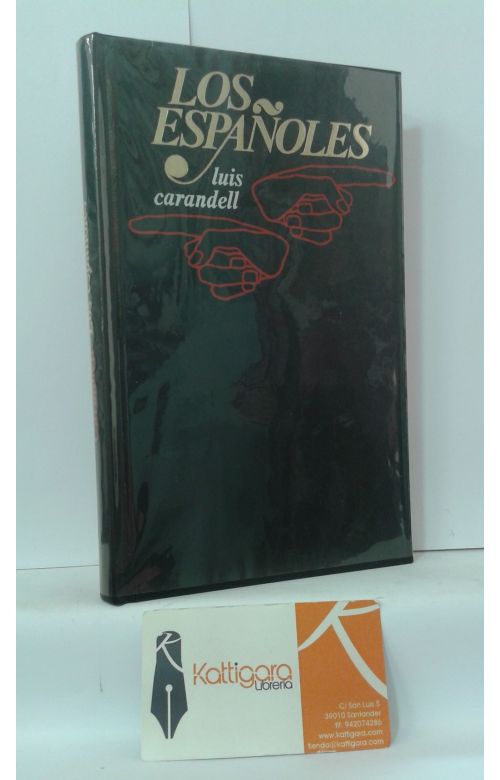 LOS
ESPAÑOLES
luis
carandell
Kattigara
Librería
C/ San Luis 5
39010 Santander
tlf. 942074286
www.kattigara.com
tienda@kattigara.com